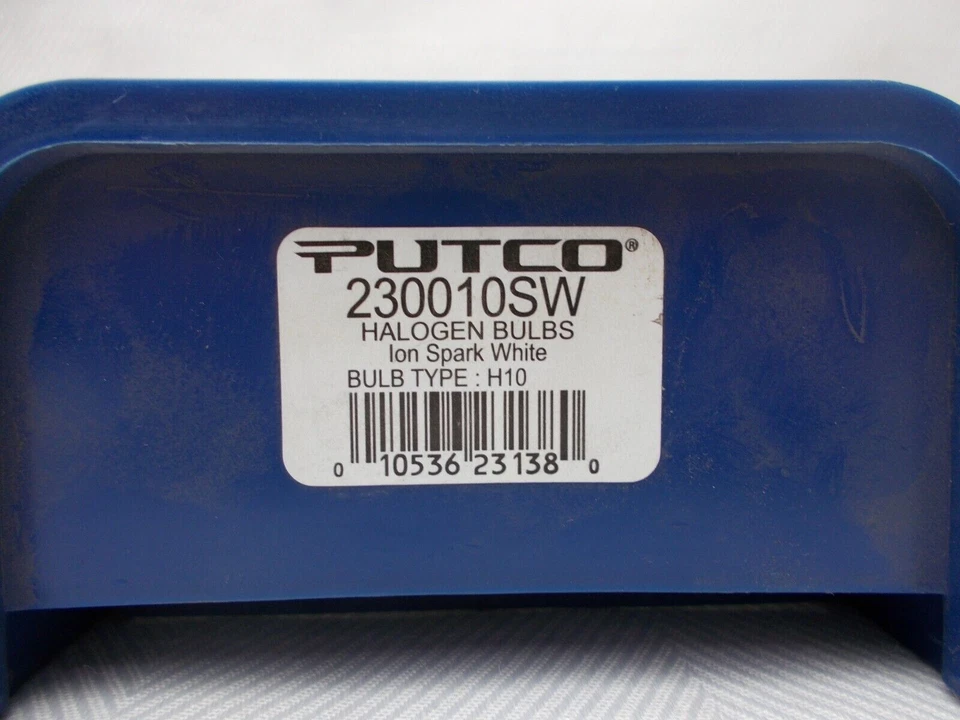 PUTCO®
230010SW
HALOGEN BULBS
Ion Spark White
BULB TYPE : H10
0 10536 23138 0